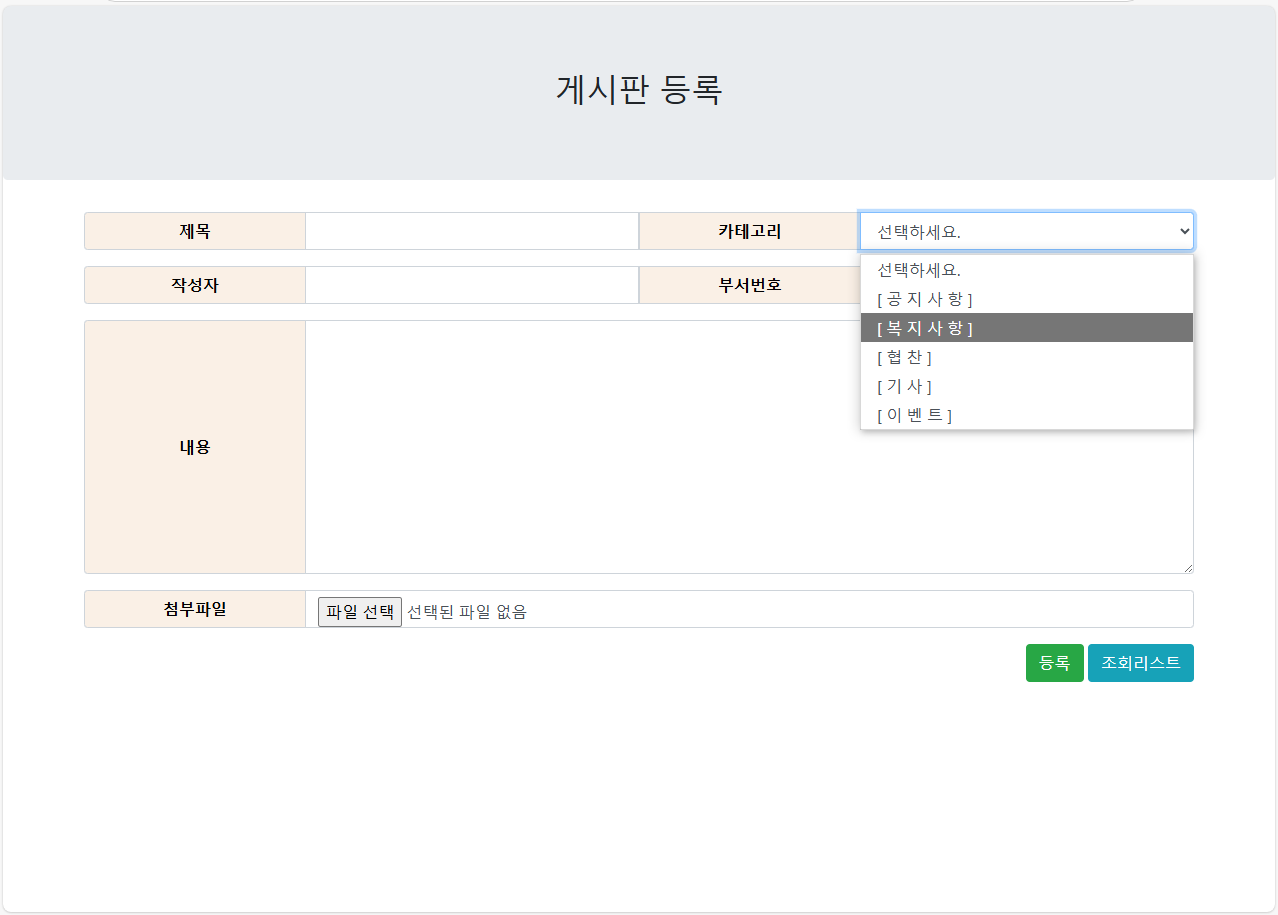 게시판 등록
제목 카테고리 선택하세요.
작성자 부서번호
선택하세요.
[ 공 지 사 항 ]
[ 복 지 사 항 ]
[ 협 찬 ]
[ 기 사 ]
[ 이 벤 트 ]
내용
첨부파일 파일 선택 선택된 파일 없음
등록 조회리스트